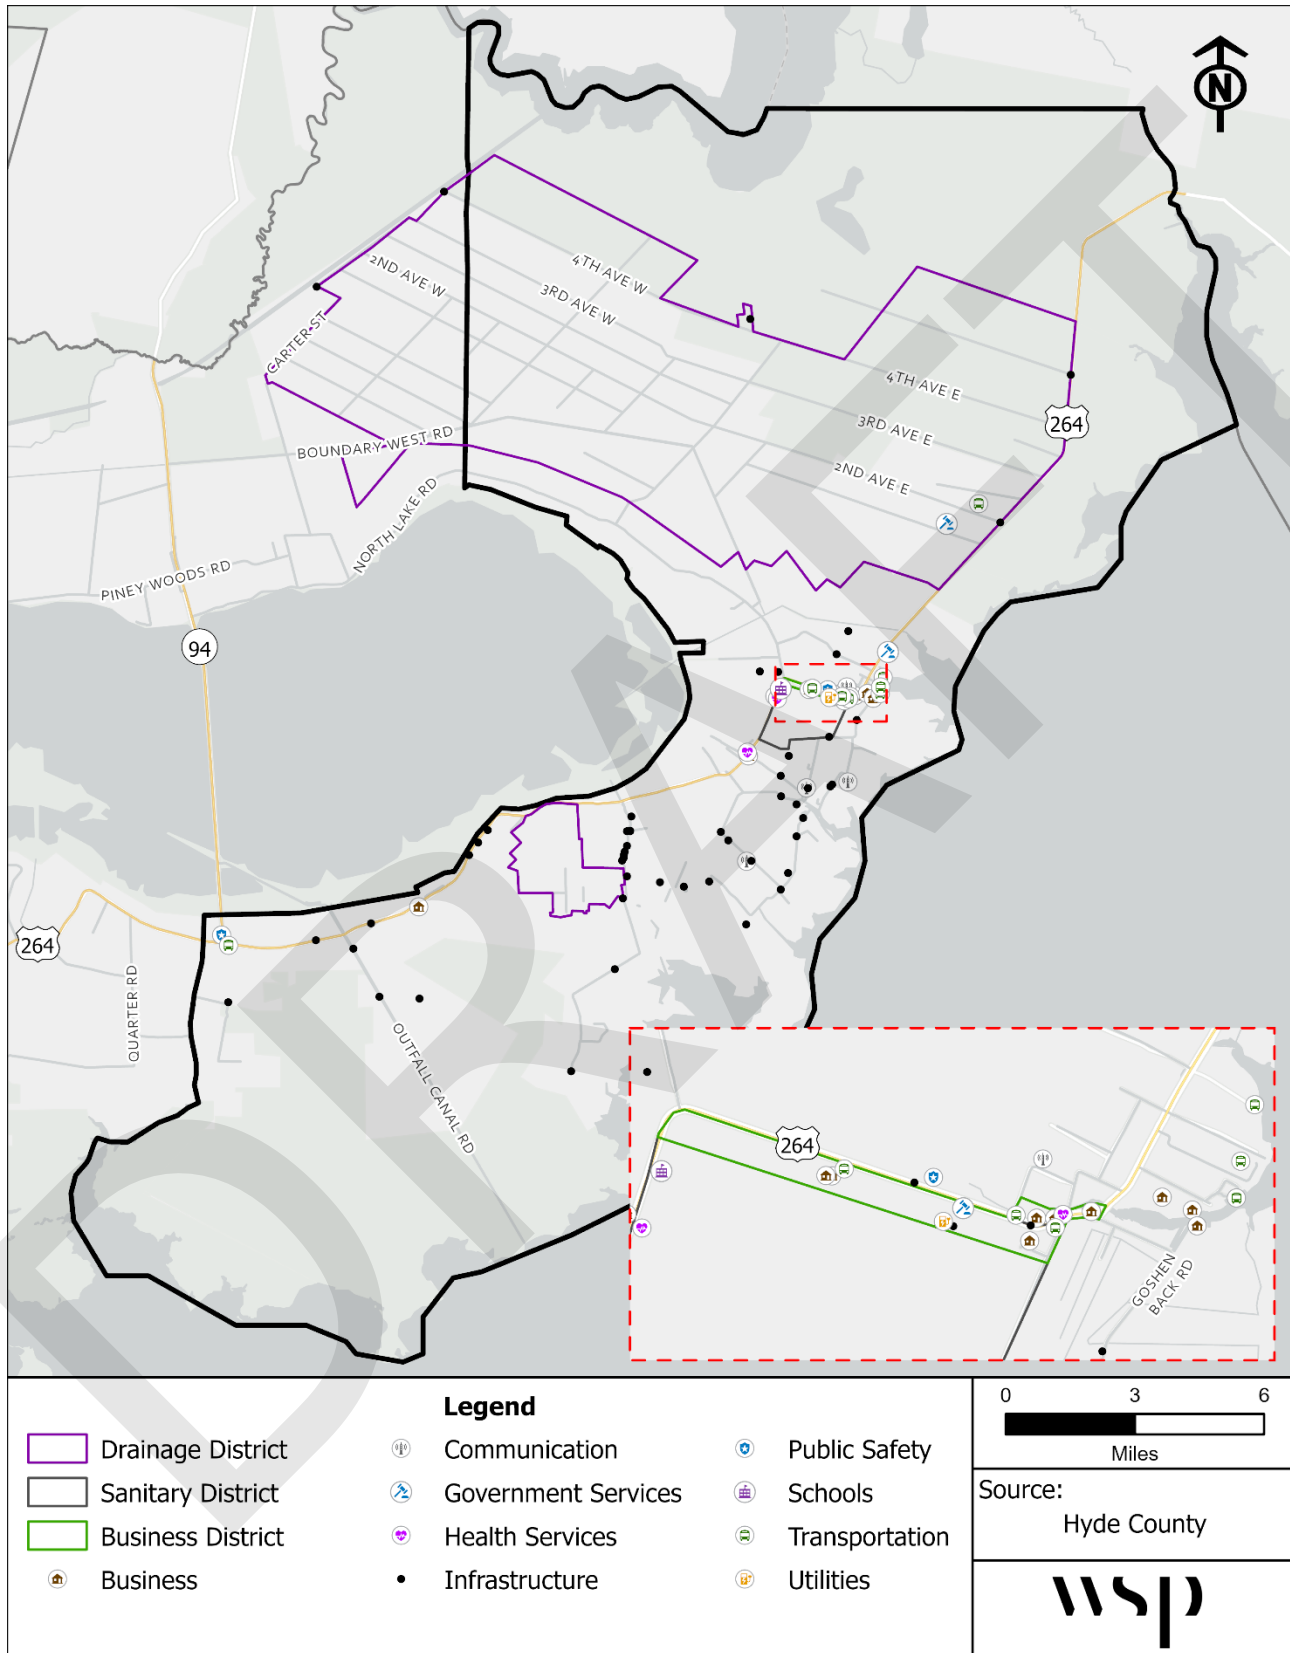 N
2ND AVE W
4TH AVE W
3RD AVE W
CARTER ST
4TH AVE E
264
3RD AVE E
BOUNDARY WEST RD
2ND AVE E
NORTH LAKE RD
PINEY WOODS RD
94
264
QUARTER RD
OUTFALL CANAL RD
264
GOSHEN
BACK RD
DRAFT
Legend
Drainage District
Sanitary District
Business District
Business
Communication
Government Services
Health Services
Infrastructure
Public Safety
Schools
Transportation
Utilities
0 3 6
Miles
Source:
Hyde County
wsp